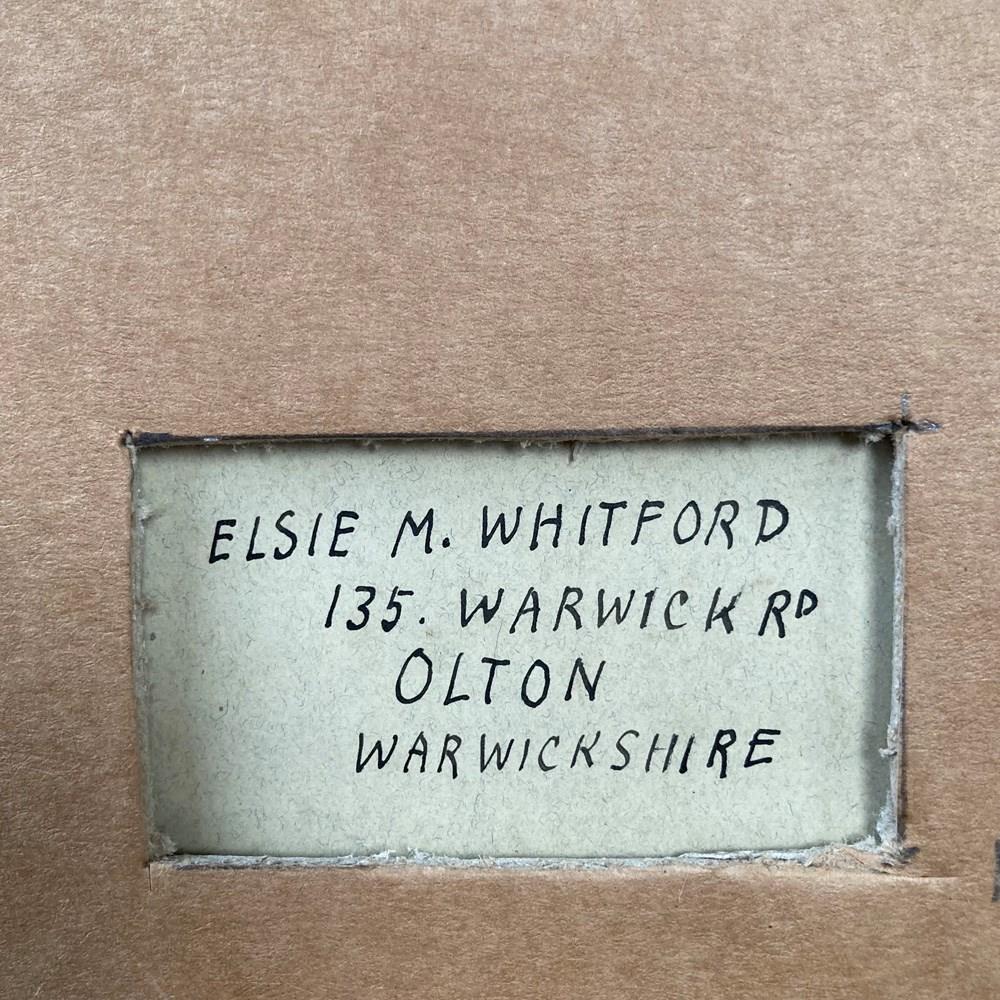 ELSIE M. WHITFORD
135. WARWICK RD
OLTON
WARWICKSHIRE